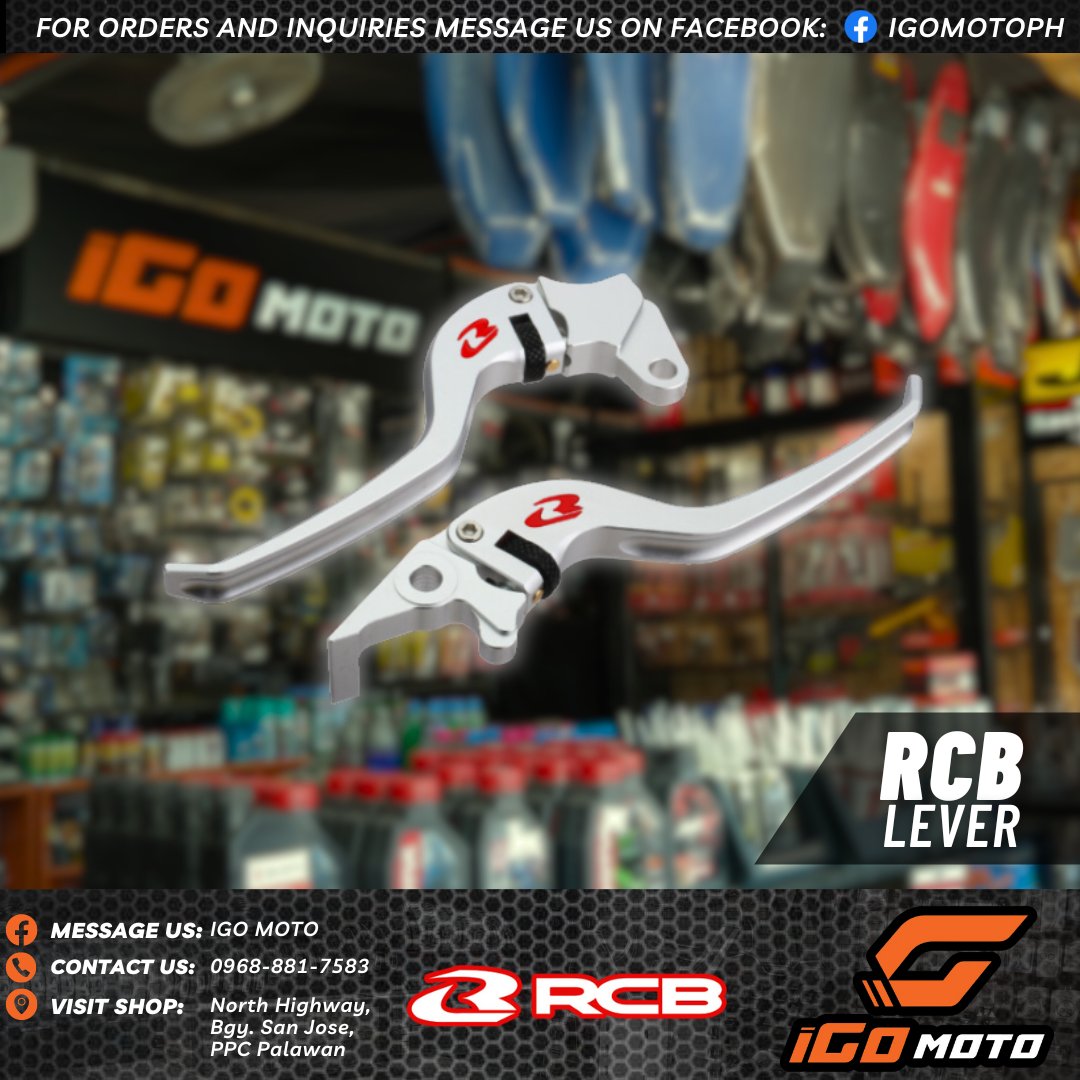 FOR ORDERS AND INQUIRIES MESSAGE US ON FACEBOOK: IGOMOTOPH
iGO MOTO
RCB
LEVER
MESSAGE US: IGO MOTO
CONTACT US: 0968-881-7583
VISIT SHOP: North Highway,
Bgy. San Jose,
PPC Palawan
RCB
iGO MOTO